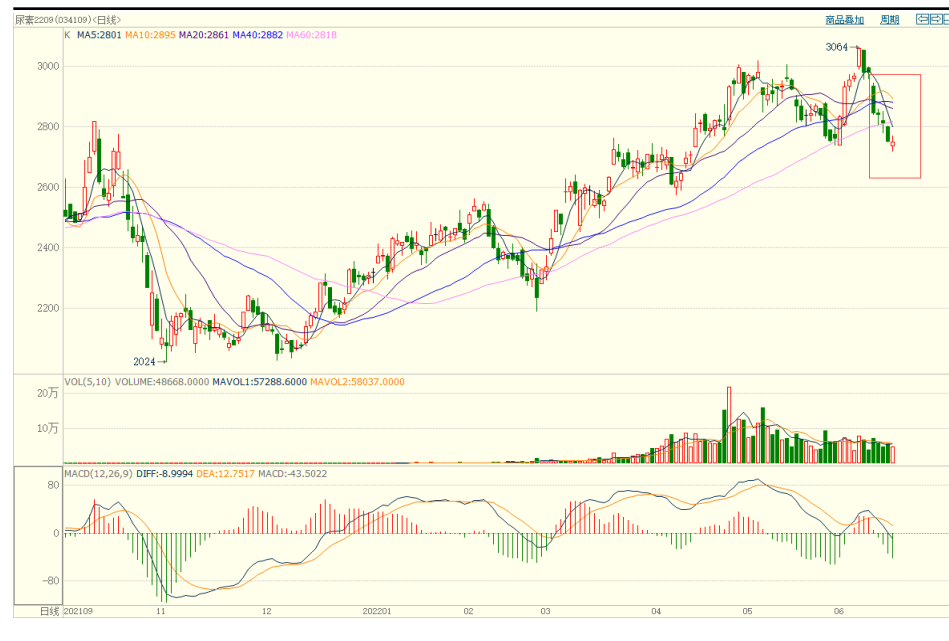 尿素2209(034109)<日线>
商品叠加 周期
K MA5:2801 MA10:2895 MA20:2861 MA40:2882 MA60:2818
3064→
3000
2800
2600
2400
2200
2024→
VOL(5,10) VOLUME:48668.0000 MAVOL1:57288.6000 MAVOL2:58037.0000
20万
10万
MACD(12,26,9) DIFF:-8.9994 DEA:12.7517 MACD:-43.5022
80
0
-80
日线 202109 11 12 202201 02 03 04 05 06